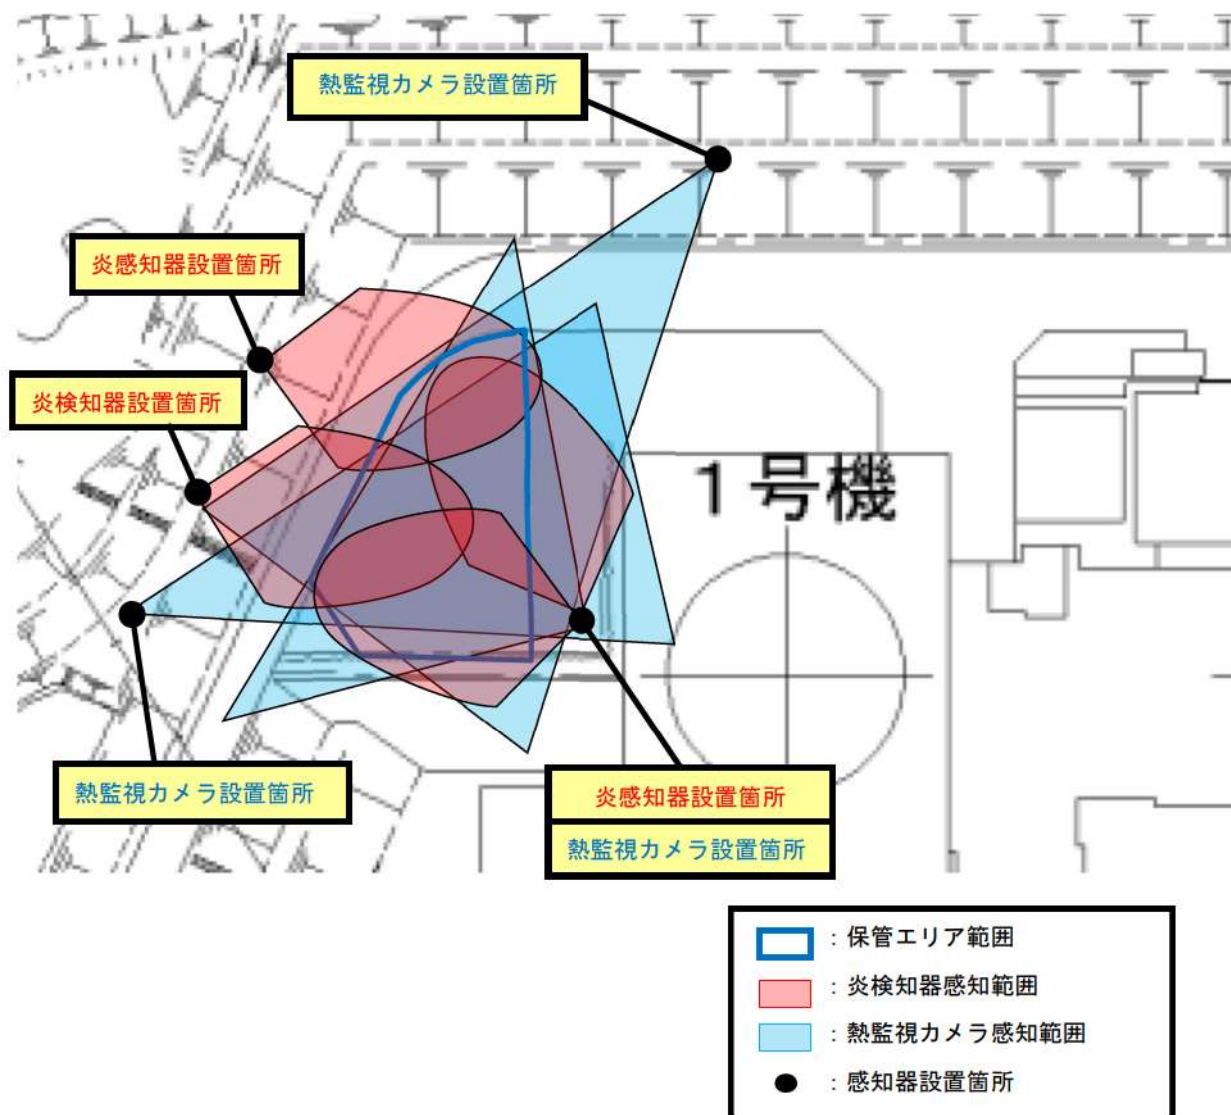 熱監視カメラ設置箇所
炎感知器設置箇所
炎検知器設置箇所
1号機
熱監視カメラ設置箇所
炎感知器設置箇所
熱監視カメラ設置箇所
：保管エリア範囲
：炎検知器感知範囲
：熱監視カメラ感知範囲
：感知器設置箇所